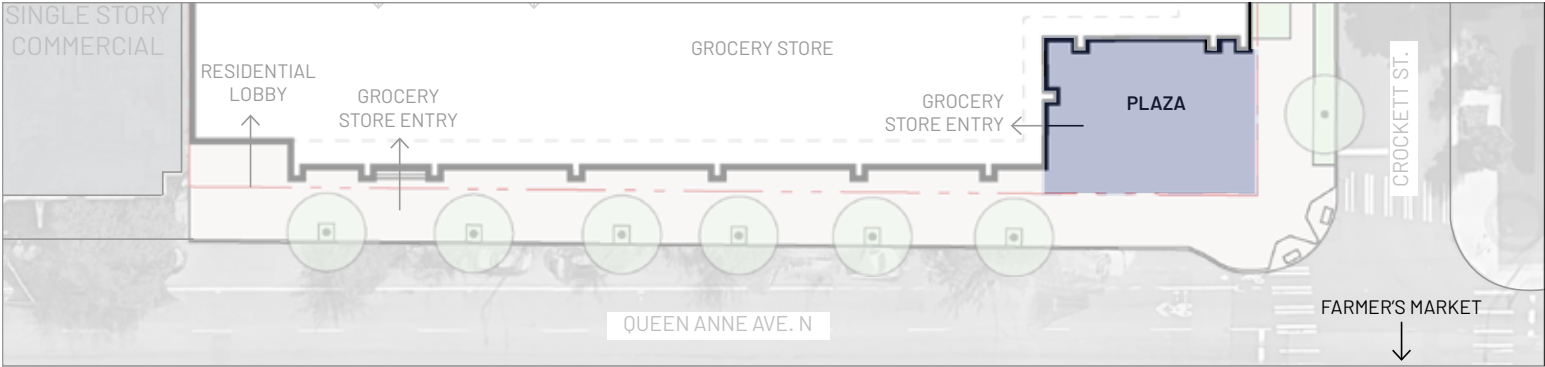 SINGLE STORY
COMMERCIAL
GROCERY STORE
RESIDENTIAL
LOBBY
GROCERY
STORE ENTRY
GROCERY
STORE ENTRY
PLAZA
CROCKETT ST.
FARMER'S MARKET
QUEEN ANNE AVE. N